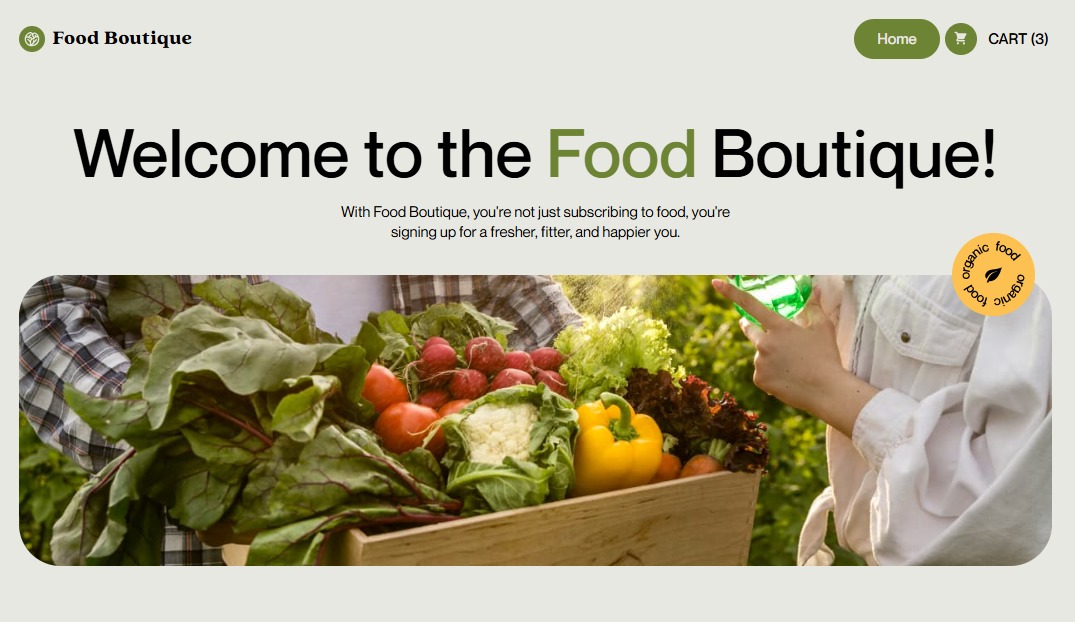 Food Boutique
Home
CART (3)
Welcome to the Food Boutique!
With Food Boutique, you're not just subscribing to food, you're
signing up for a fresher, fitter, and happier you.
organic food organic food